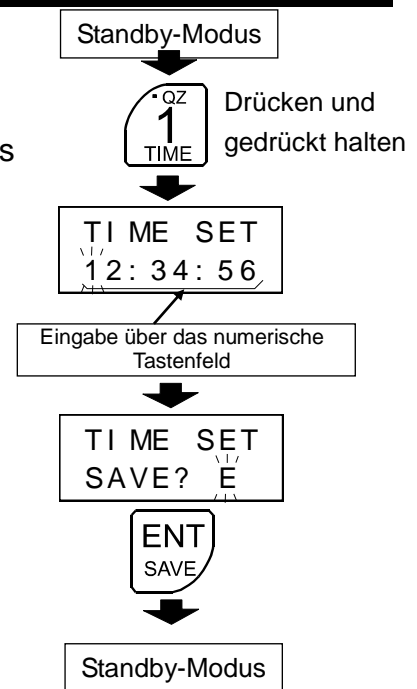 Standby-Modus
· QZ
1
TIME
Drücken und
gedrückt halten
s
TIME SET
12:34:56
Eingabe über das numerische
Tastenfeld
TIME SET
SAVE? E
ENT
SAVE
Standby-Modus